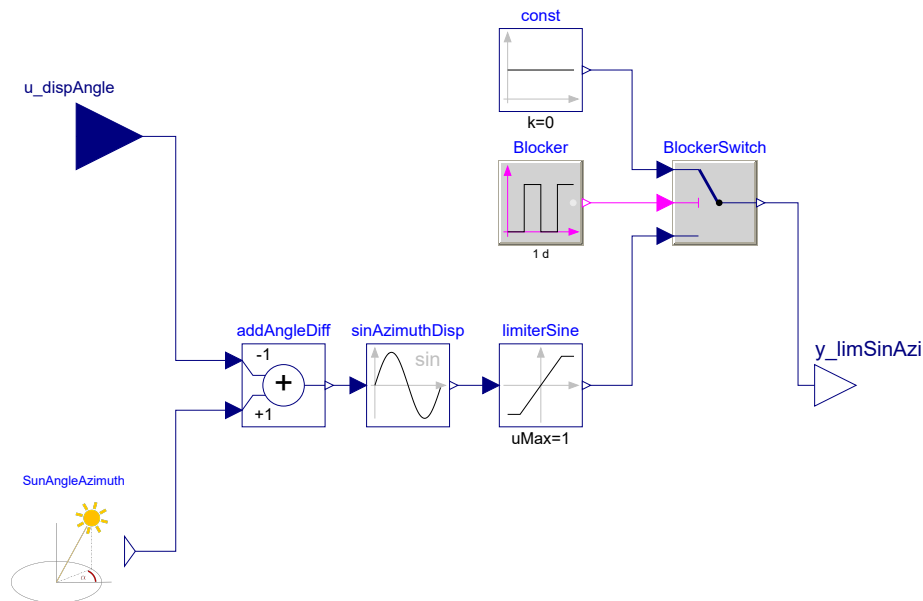 const
k=0
u_dispAngle
Blocker
1 d
BlockerSwitch
addAngleDiff
-1
+
+1
sinAzimuthDisp
sin
limiterSine
uMax=1
y_limSinAzi
SunAngleAzimuth
α